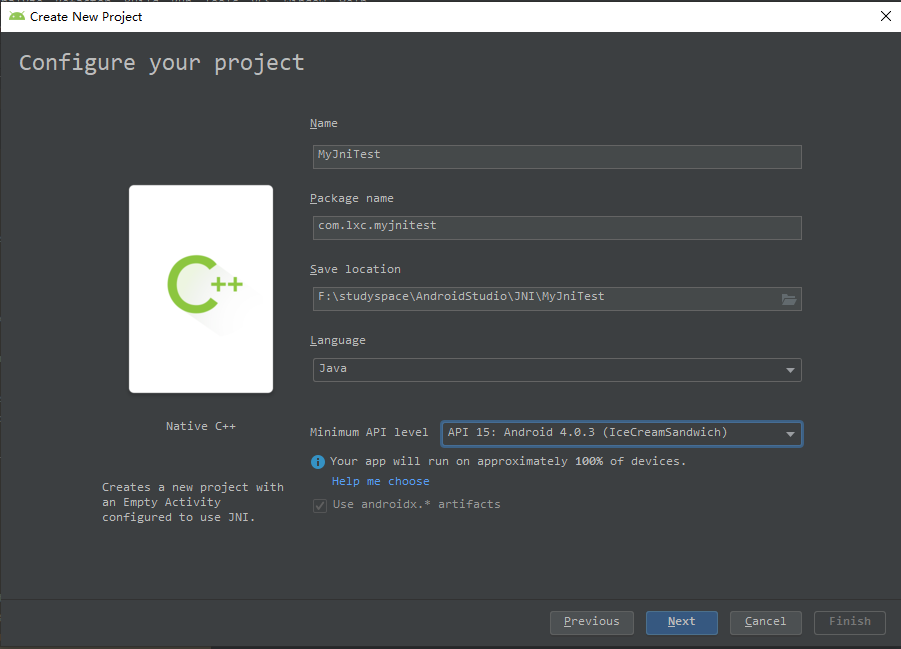 Create New Project
Configure your project
Name
MyJniTest
Package name
com.lxc.myjnitest
Save location
F:\studyspace\AndroidStudio\JNI\MyJniTest
Language
Java
C++
Native C++
Creates a new project with
an Empty Activity
configured to use JNI.
Minimum API level
API 15: Android 4.0.3 (IceCreamSandwich)
Your app will run on approximately 100% of devices.
Help me choose
Use androidx.* artifacts
Previous
Next
Cancel
Finish